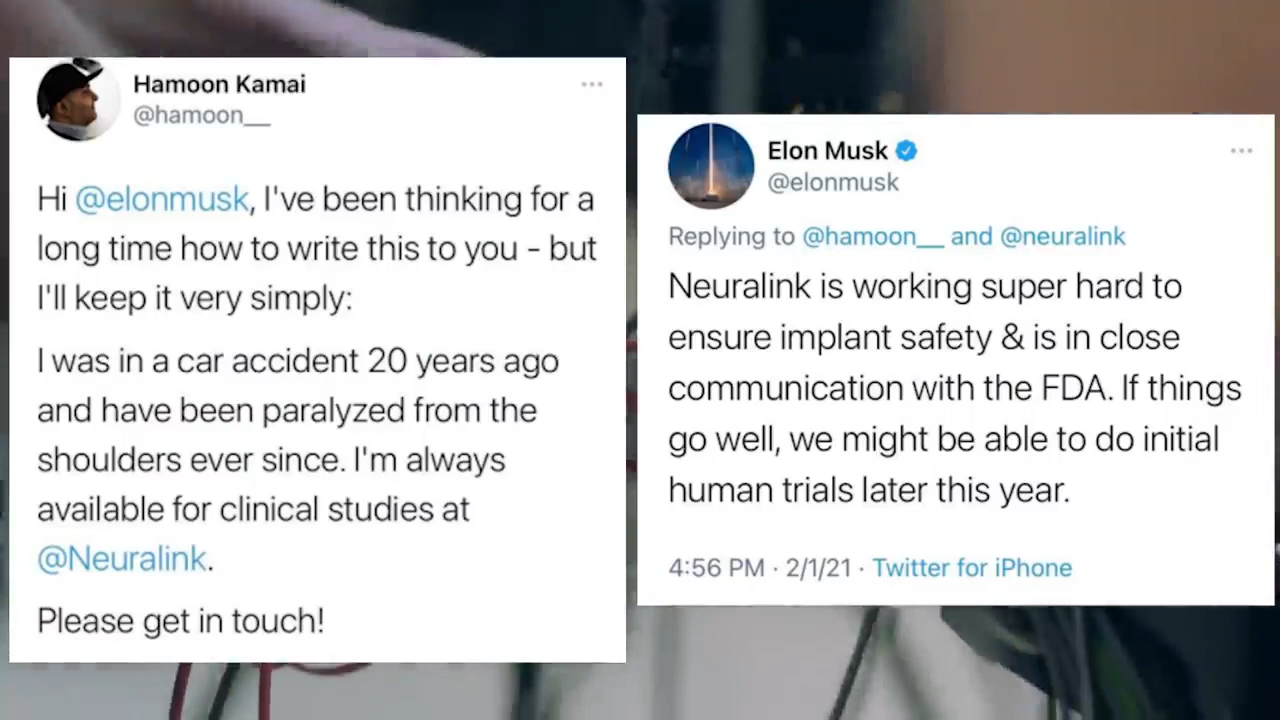 Hamoon Kamai
@hamoon__
Hi @elonmusk, I've been thinking for a
long time how to write this to you - but
I'll keep it very simply:
I was in a car accident 20 years ago
and have been paralyzed from the
shoulders ever since. I'm always
available for clinical studies at
@Neuralink.
Please get in touch!
Elon Musk
@elonmusk
Replying to @hamoon__ and @neuralink
Neuralink is working super hard to
ensure implant safety & is in close
communication with the FDA. If things
go well, we might be able to do initial
human trials later this year.
4:56 PM · 2/1/21 · Twitter for iPhone